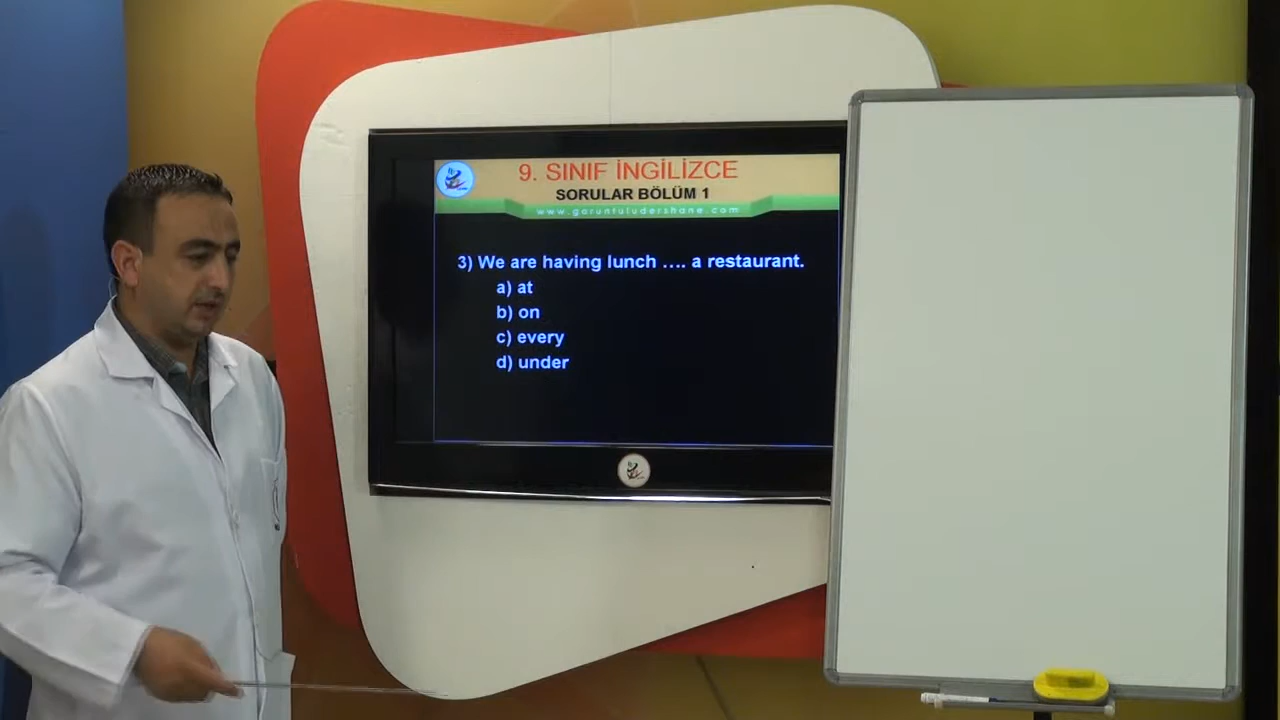 9. SINIF İNGİLİZCE
SORULAR BÖLÜM 1
www.goruntuludershane.com
3) We are having lunch .... a restaurant.
a) at
b) on
c) every
d) under